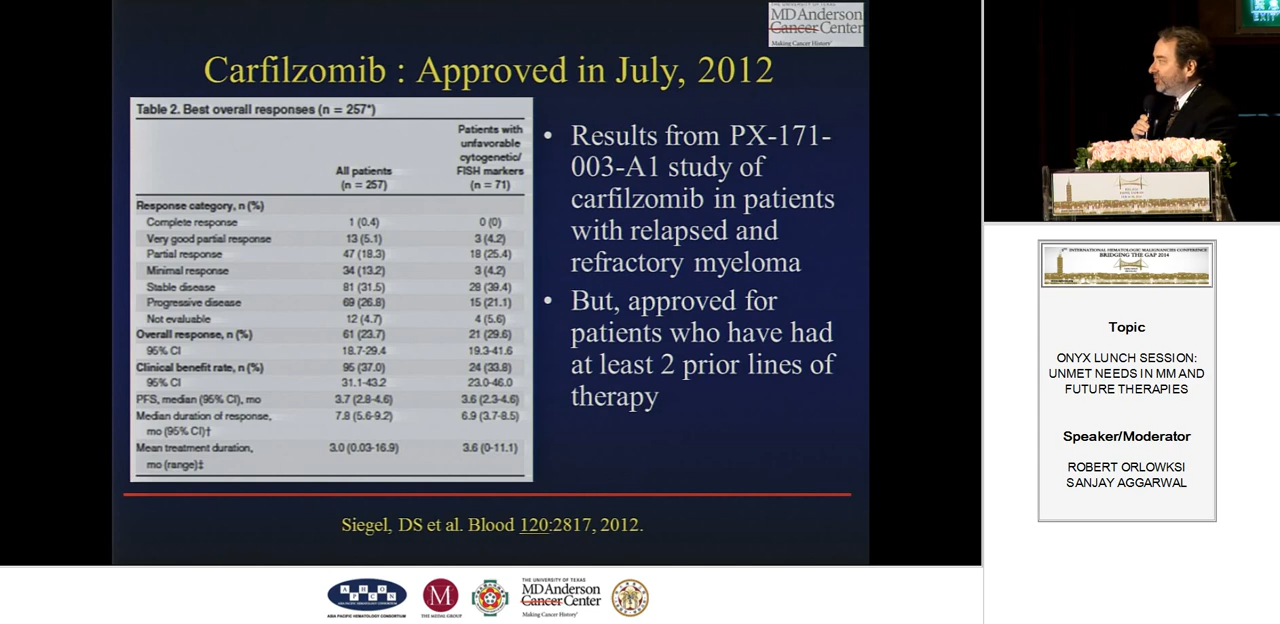 THE UNIVERSITY OF TEXAS
MD Anderson
Cancer Center
Making Cancer History®
Carfilzomib : Approved in July, 2012
Table 2. Best overall responses (n = 257*)
All patients (n = 257) Patients with unfavorable cytogenetic/ FISH markers (n = 71)
Response category, n (%)
Complete response 1 (0.4) 0 (0)
Very good partial response 13 (5.1) 3 (4.2)
Partial response 47 (18.3) 18 (25.4)
Minimal response 34 (13.2) 3 (4.2)
Stable disease 81 (31.5) 28 (39.4)
Progressive disease 69 (26.8) 15 (21.1)
Not evaluable 12 (4.7) 4 (5.6)
Overall response, n (%) 61 (23.7) 21 (29.6)
95% CI 18.7-29.4 19.3-41.6
Clinical benefit rate, n (%) 95 (37.0) 24 (33.8)
95% CI 31.1-43.2 23.0-46.0
PFS, median (95% CI), mo 3.7 (2.8-4.6) 3.6 (2.3-4.6)
Median duration of response, mo (95% CI)† 7.8 (5.6-9.2) 6.9 (3.7-8.5)
Mean treatment duration, mo (range)‡ 3.0 (0.03-16.9) 3.6 (0-11.1)
• Results from PX-171-
003-A1 study of
carfilzomib in patients
with relapsed and
refractory myeloma
• But, approved for
patients who have had
at least 2 prior lines of
therapy
Siegel, DS et al. Blood 120:2817, 2012.
EXIT
INTERNATIONAL HEMATOLOGIC MALIGNANCIES CONFERENCE
BRIDGING THE GAP 2014
Topic
ONYX LUNCH SESSION:
UNMET NEEDS IN MM AND
FUTURE THERAPIES
Speaker/Moderator
ROBERT ORLOWKSI
SANJAY AGGARWAL
AHOPCN
ASIA PACIFIC HEMATOLOGY CONSORTIUM
M
THE MEDAL GROUP
THE UNIVERSITY OF TEXAS
MD Anderson
Cancer Center
Making Cancer History®